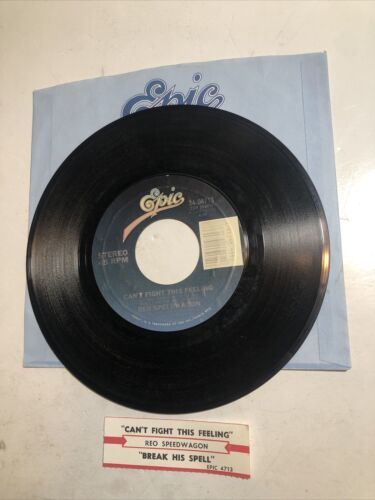 Epic
Epic
34-04713
STEREO
45 RPM
CAN'T FIGHT THIS FEELING
REO SPEEDWAGON
"CAN'T FIGHT THIS FEELING"
REO SPEEDWAGON
"BREAK HIS SPELL"
EPIC 4713